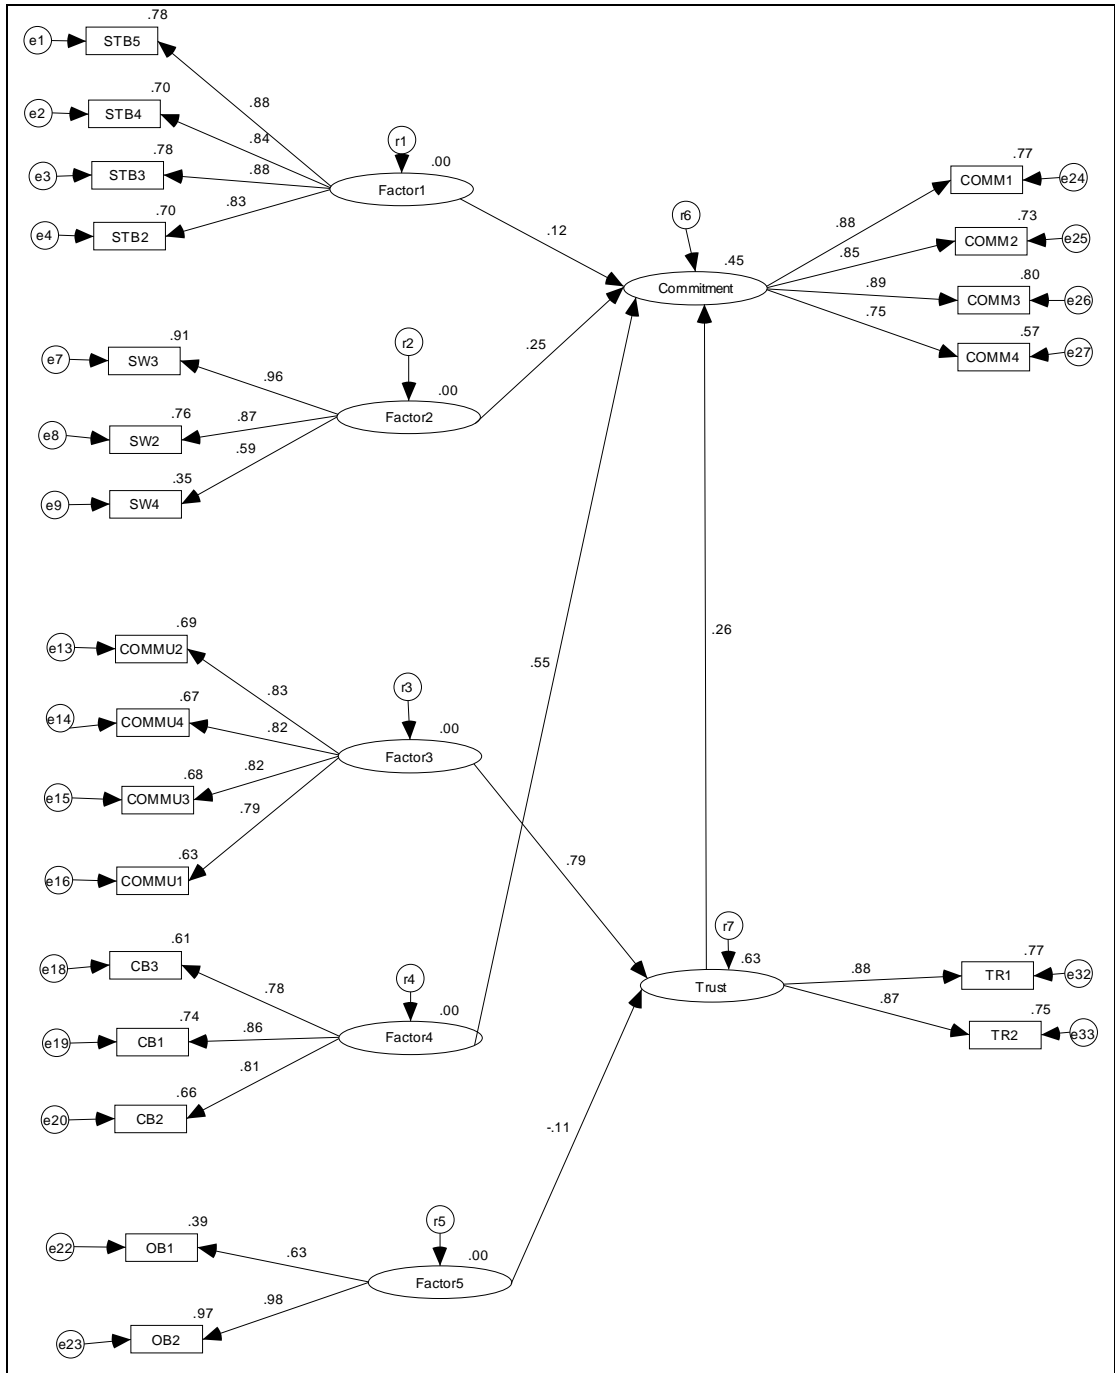 .78
e1
STB5
.70
.88
e2
STB4
.84
r1
.78
.00
.77
e3
STB3
.88
Factor1
COMM1
e24
.70
.83
e4
STB2
.12
r6
.88
.73
COMM2
e25
.45
.85
Commitment
.89
.80
COMM3
e26
.75
.57
COMM4
e27
.91
r2
.25
e7
SW3
.96
.00
.76
.87
Factor2
e8
SW2
.59
.35
e9
SW4
.69
e13
COMMU2
.26
.55
.83
r3
.67
e14
COMMU4
.82
.00
Factor3
.68
.82
e15
COMMU3
.79
.63
.79
e16
COMMU1
.61
r7
e18
CB3
.78
r4
.63
.77
.88
TR1
e32
Trust
.74
.00
.87
.75
e19
CB1
.86
Factor4
TR2
e33
.81
.66
e20
CB2
-.11
.39
r5
e22
OB1
.63
.00
Factor5
.98
.97
e23
OB2